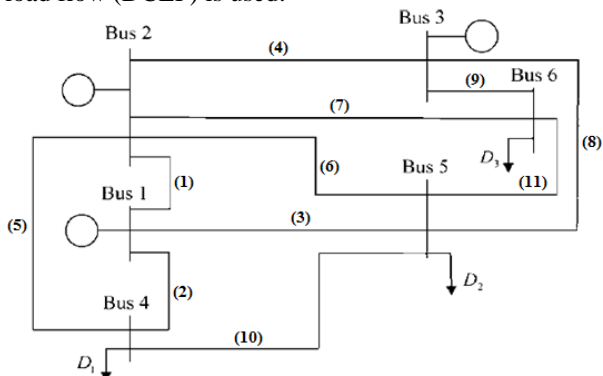 load flow (DCLF) is used.
Bus 2
(4)
Bus 3
(9)
Bus 6
(7)
(8)
D3
(6)
Bus 5
(11)
(1)
Bus 1
(5)
(3)
(2)
D2
Bus 4
(10)
D1